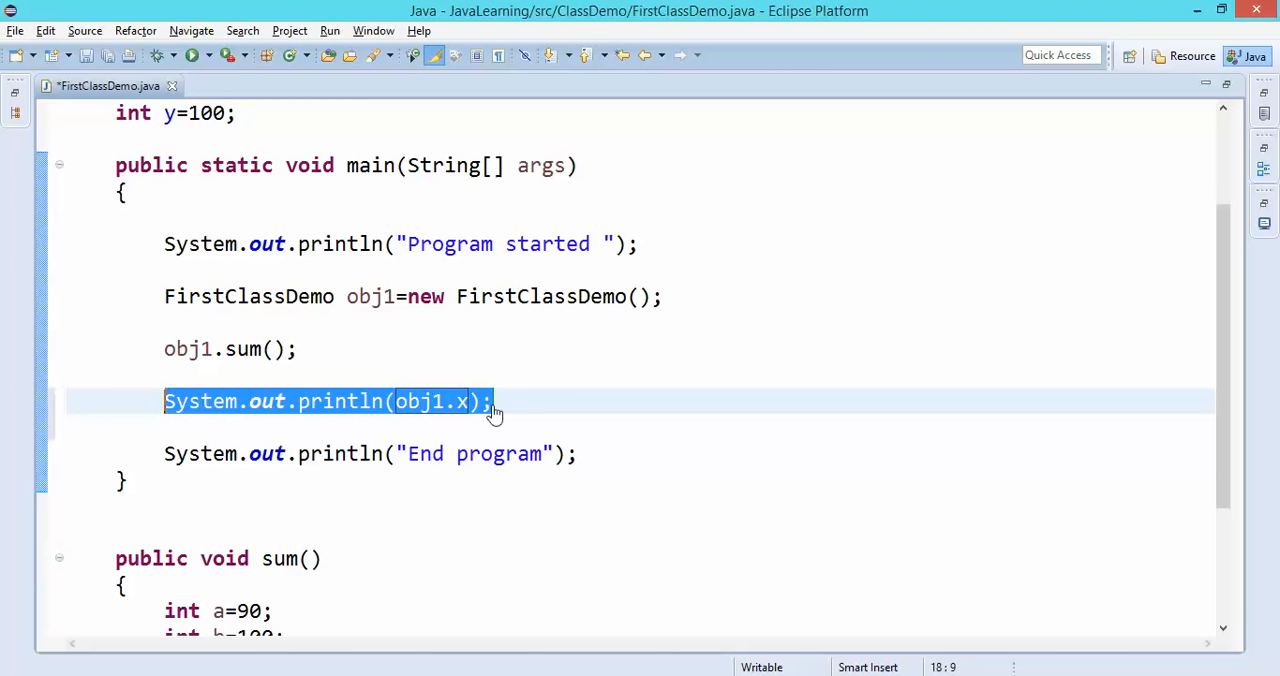 Java - JavaLearning/src/ClassDemo/FirstClassDemo.java - Eclipse Platform
File Edit Source Refactor Navigate Search Project Run Window Help
Quick Access Resource Java
*FirstClassDemo.java
int y=100;
public static void main(String[] args)
{
System.out.println("Program started ");
FirstClassDemo obj1=new FirstClassDemo();
obj1.sum();
System.out.println(obj1.x);
System.out.println("End program");
}
public void sum()
{
int a=90;
int b=100;
Writable Smart Insert 18:9